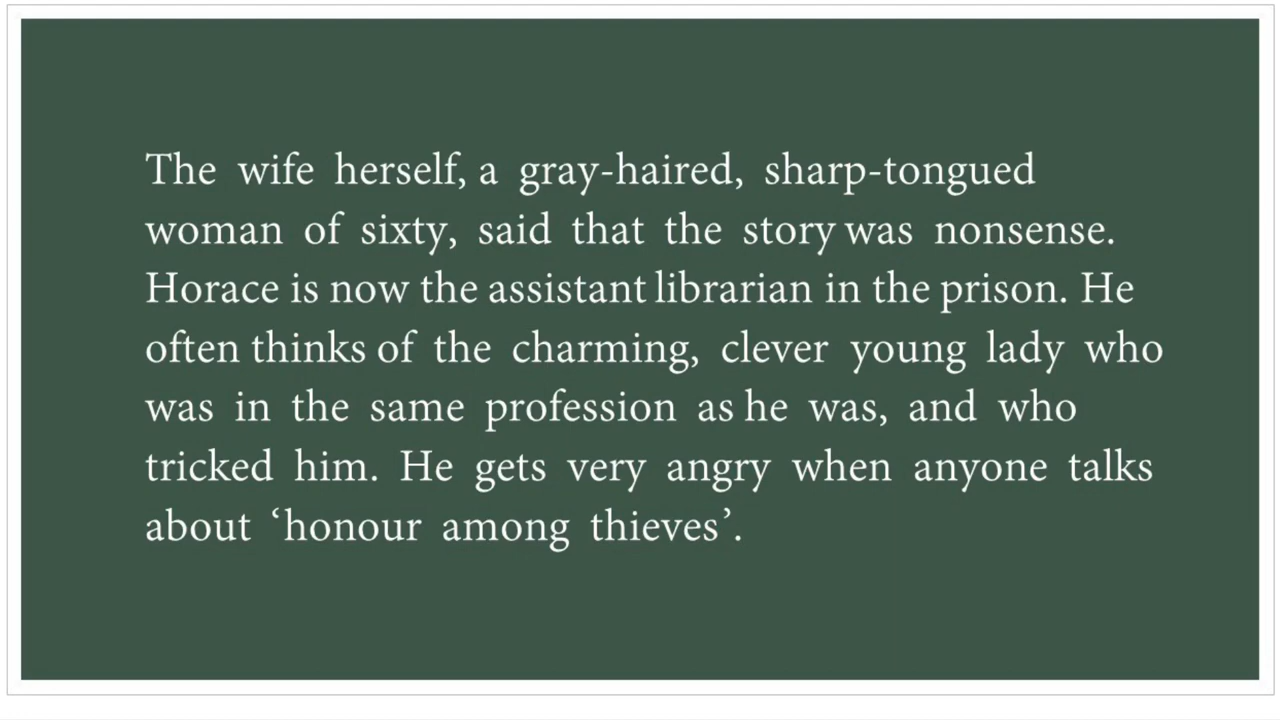 The wife herself, a gray-haired, sharp-tongued
woman of sixty, said that the story was nonsense.
Horace is now the assistant librarian in the prison. He
often thinks of the charming, clever young lady who
was in the same profession as he was, and who
tricked him. He gets very angry when anyone talks
about ‘honour among thieves’.